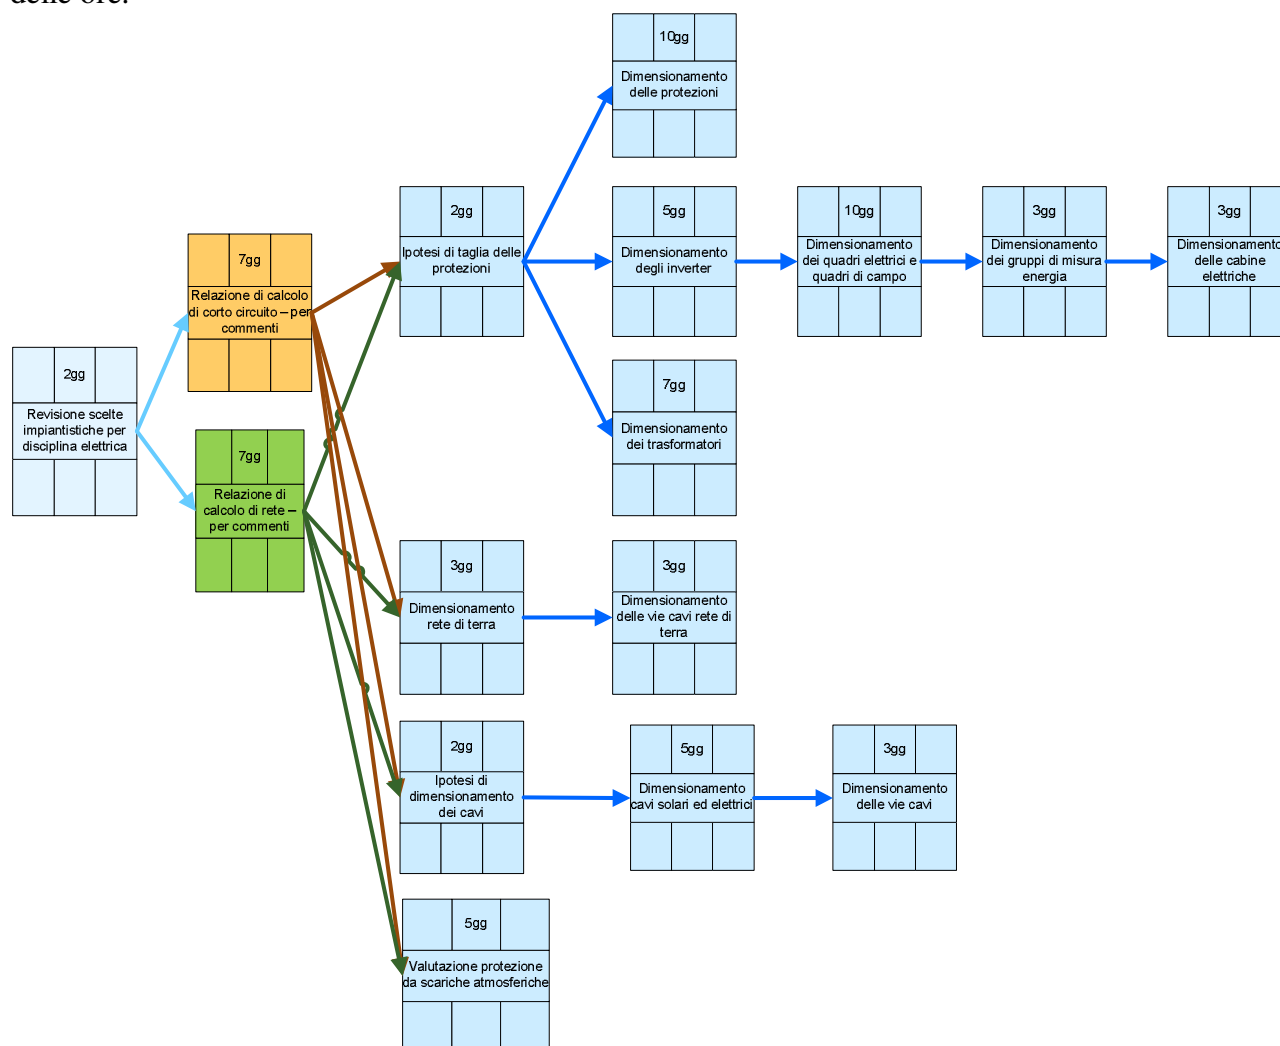 delle ore.
10gg
Dimensionamento
delle protezioni
2gg
Ipotesi di taglia delle
protezioni
5gg
Dimensionamento
degli inverter
10gg
Dimensionamento
dei quadri elettrici e
quadri di campo
3gg
Dimensionamento
dei gruppi di misura
energia
3gg
Dimensionamento
delle cabine
elettriche
7gg
Relazione di calcolo
di corto circuito – per
commenti
2gg
Revisione scelte
impiantistiche per
disciplina elettrica
7gg
Dimensionamento
dei trasformatori
7gg
Relazione di
calcolo di rete –
per commenti
3gg
Dimensionamento
rete di terra
3gg
Dimensionamento
delle vie cavi rete di
terra
2gg
Ipotesi di
dimensionamento
dei cavi
5gg
Dimensionamento
cavi solari ed elettrici
3gg
Dimensionamento
delle vie cavi
5gg
Valutazione protezione
da scariche atmosferiche